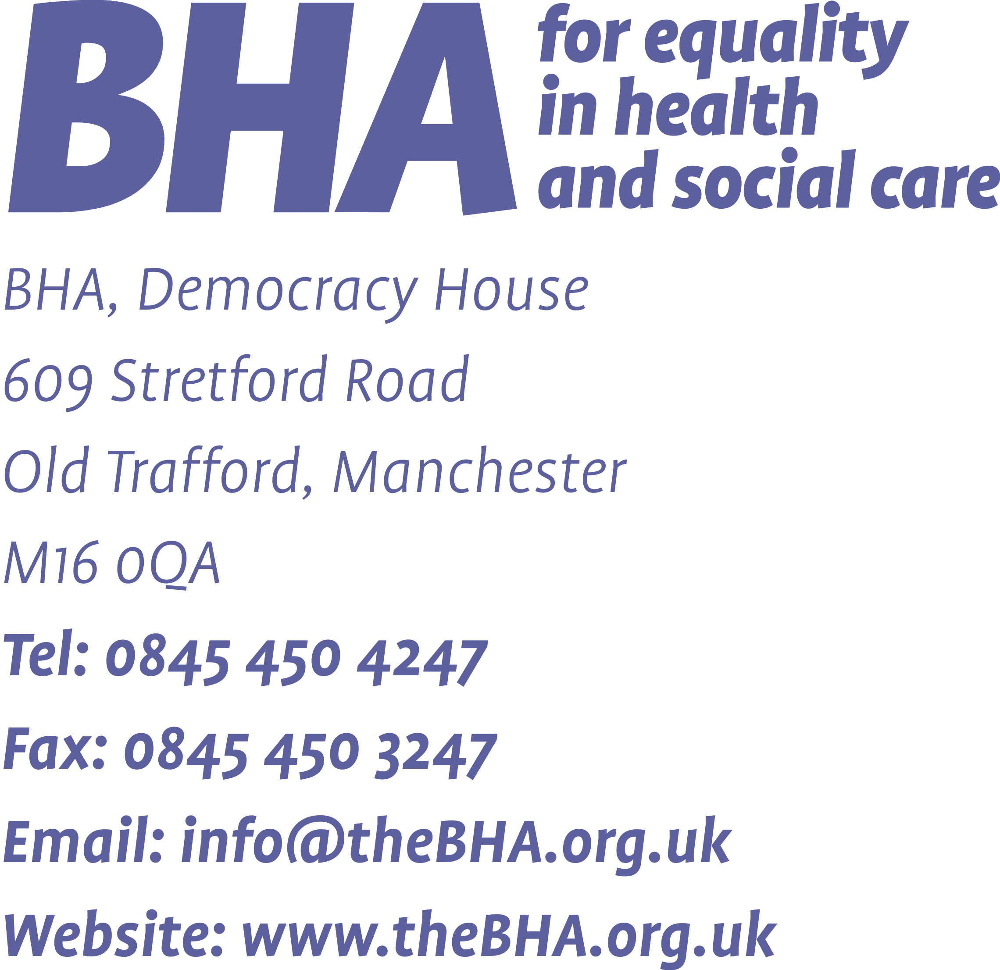 BHA for equality
in health
and social care
BHA, Democracy House
609 Stretford Road
Old Trafford, Manchester
M16 0QA
Tel: 0845 450 4247
Fax: 0845 450 3247
Email: info@theBHA.org.uk
Website: www.theBHA.org.uk